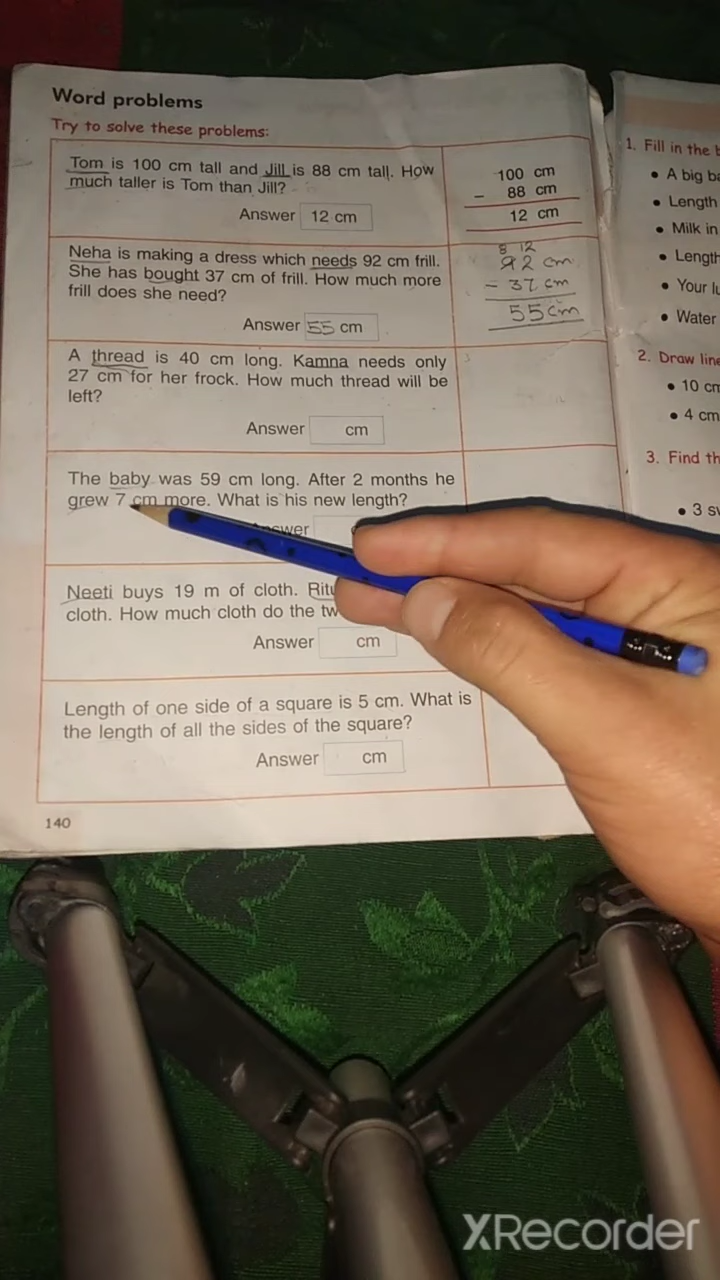 Word problems
Try to solve these problems:
Tom is 100 cm tall and Jill is 88 cm tall. How
much taller is Tom than Jill?
Answer 12 cm
100 cm
- 88 cm
12 cm
Neha is making a dress which needs 92 cm frill.
She has bought 37 cm of frill. How much more
frill does she need?
Answer 55 cm
8 12
92 cm
- 37 cm
55 cm
A thread is 40 cm long. Kamna needs only
27 cm for her frock. How much thread will be
left?
Answer cm
The baby was 59 cm long. After 2 months he
grew 7 cm more. What is his new length?
Neeti buys 19 m of cloth.
cloth. How much cloth do the
Answer cm
Length of one side of a square is 5 cm. What is
the length of all the sides of the square?
Answer cm
140
1. Fill in the
• A big
• Length
• Milk in
• Length
• Your
• Water
2. Draw
• 10
• 4 cm
3. Find
• 3
XRecorder